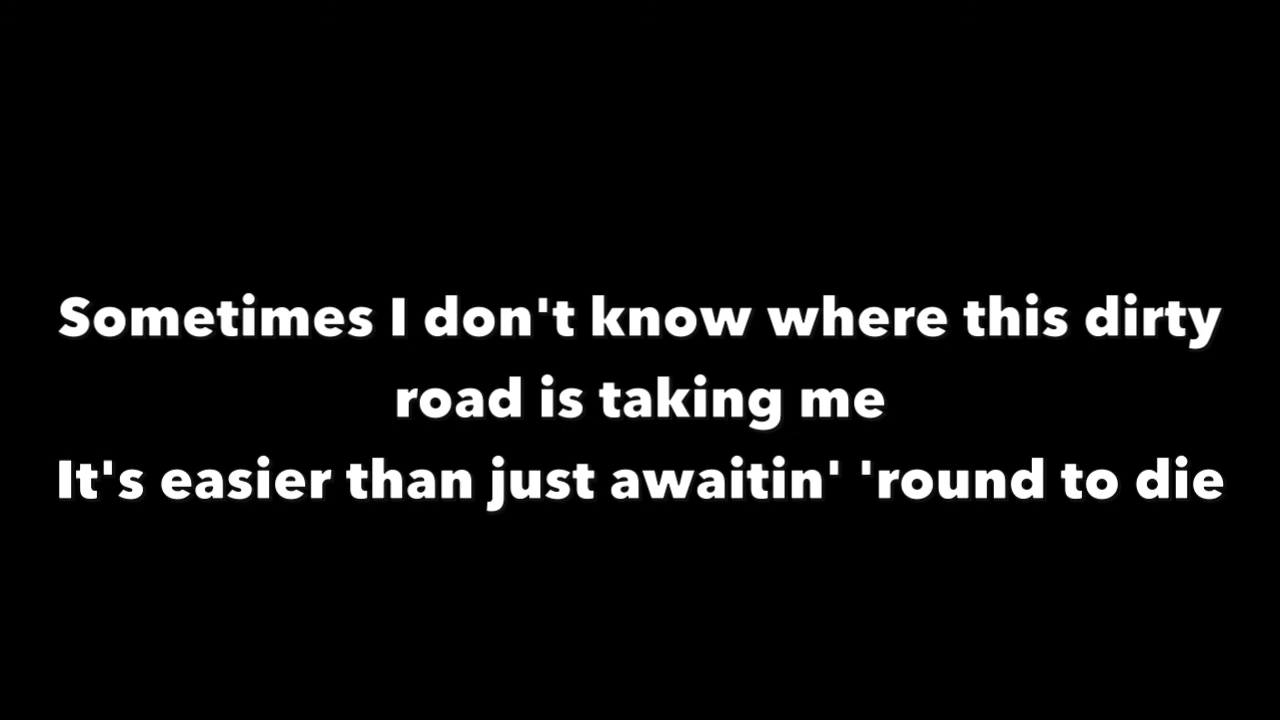 Sometimes I don't know where this dirty
road is taking me
It's easier than just awaitin' 'round to die